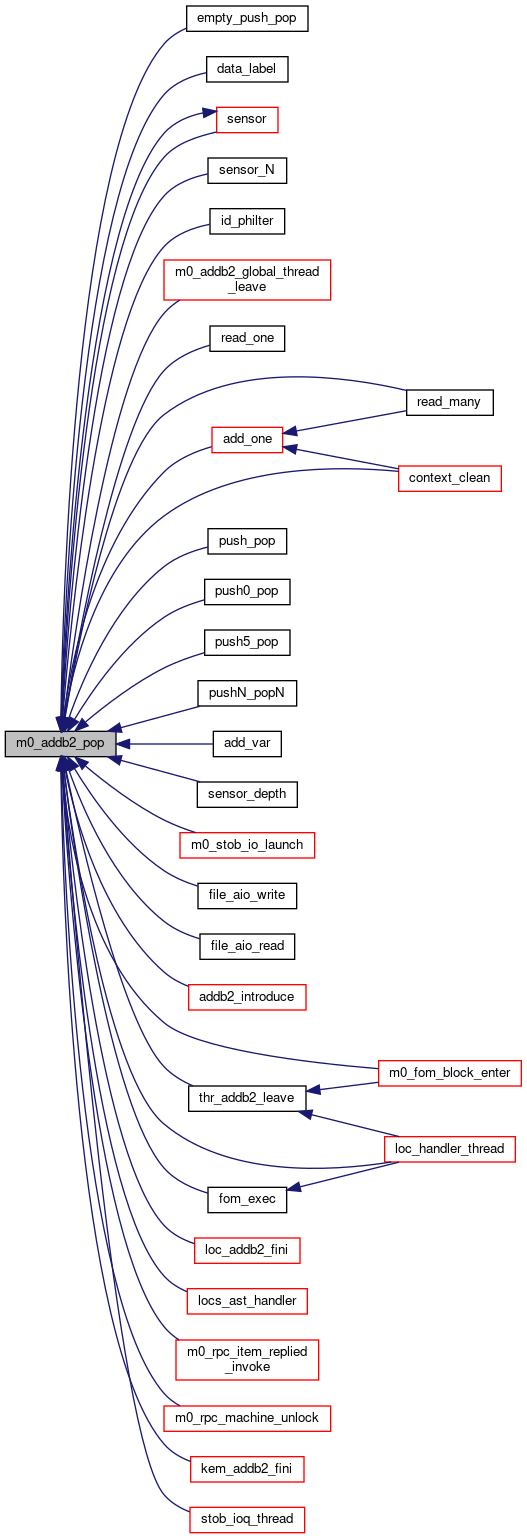 empty_push_pop
data_label
sensor
sensor_N
id_philter
m0_addb2_global_thread
_leave
read_one
read_many
add_one
context_clean
push_pop
push0_pop
push5_pop
pushN_popN
m0_addb2_pop
add_var
sensor_depth
m0_stob_io_launch
file_aio_write
file_aio_read
addb2_introduce
m0_fom_block_enter
thr_addb2_leave
loc_handler_thread
fom_exec
loc_addb2_fini
locs_ast_handler
m0_rpc_item_replied
_invoke
m0_rpc_machine_unlock
kem_addb2_fini
stob_ioq_thread